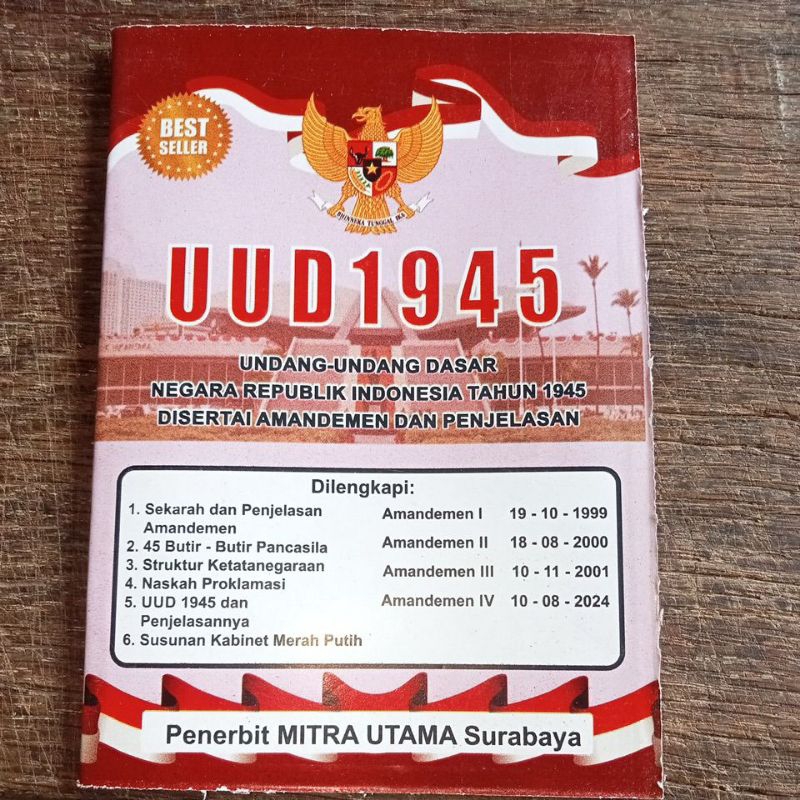 BEST
SELLER
BHINNEKA TUNGGAL IKA
UUD1945
UNDANG-UNDANG DASAR
NEGARA REPUBLIK INDONESIA TAHUN 1945
DISERTAI AMANDEMEN DAN PENJELASAN
Dilengkapi:
1. Sekarah dan Penjelasan
Amandemen
2. 45 Butir - Butir Pancasila
3. Struktur Ketatanegaraan
4. Naskah Proklamasi
5. UUD 1945 dan
Penjelasannya
6. Susunan Kabinet Merah Putih
Amandemen I 19 - 10 - 1999
Amandemen II 18 - 08 - 2000
Amandemen III 10 - 11 - 2001
Amandemen IV 10 - 08 - 2024
Penerbit MITRA UTAMA Surabaya